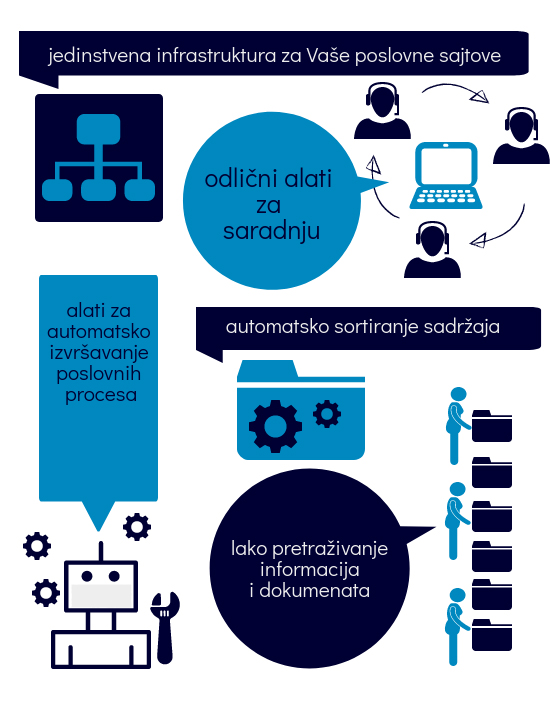 jedinstvena infrastruktura za Vaše poslovne sajtove
odlični alati
za
saradnju
alati za
automatsko
izvršavanje
poslovnih
procesa
automatsko sortiranje sadržaja
lako pretraživanje
informacija
i dokumenata